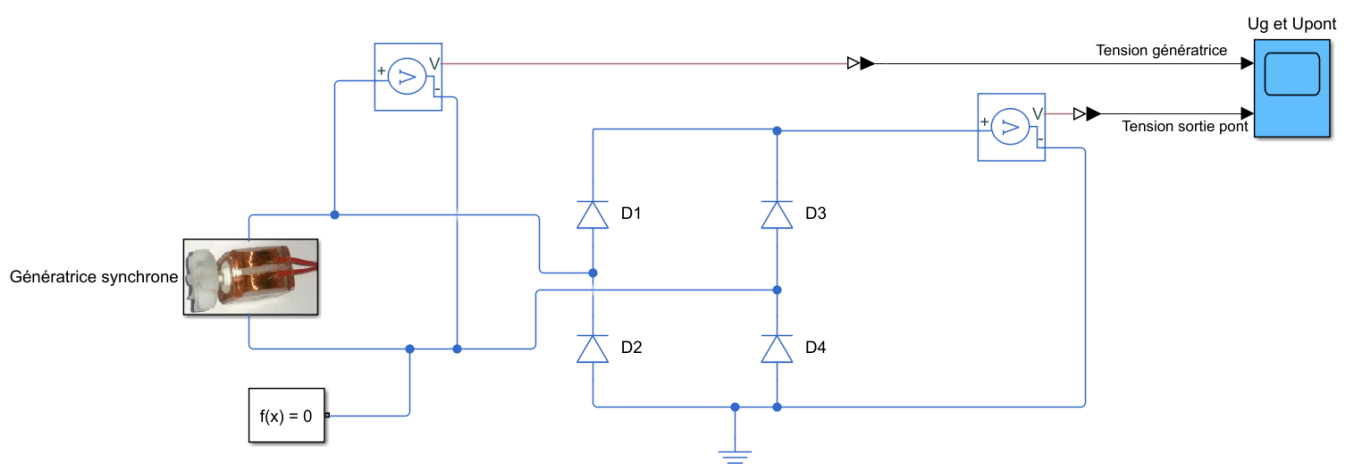 Ug et Upont
Tension génératrice
+
V
V
-
+
V
V
-
Tension sortie pont
D1
D3
Génératrice synchrone
D2
D4
f(x) = 0